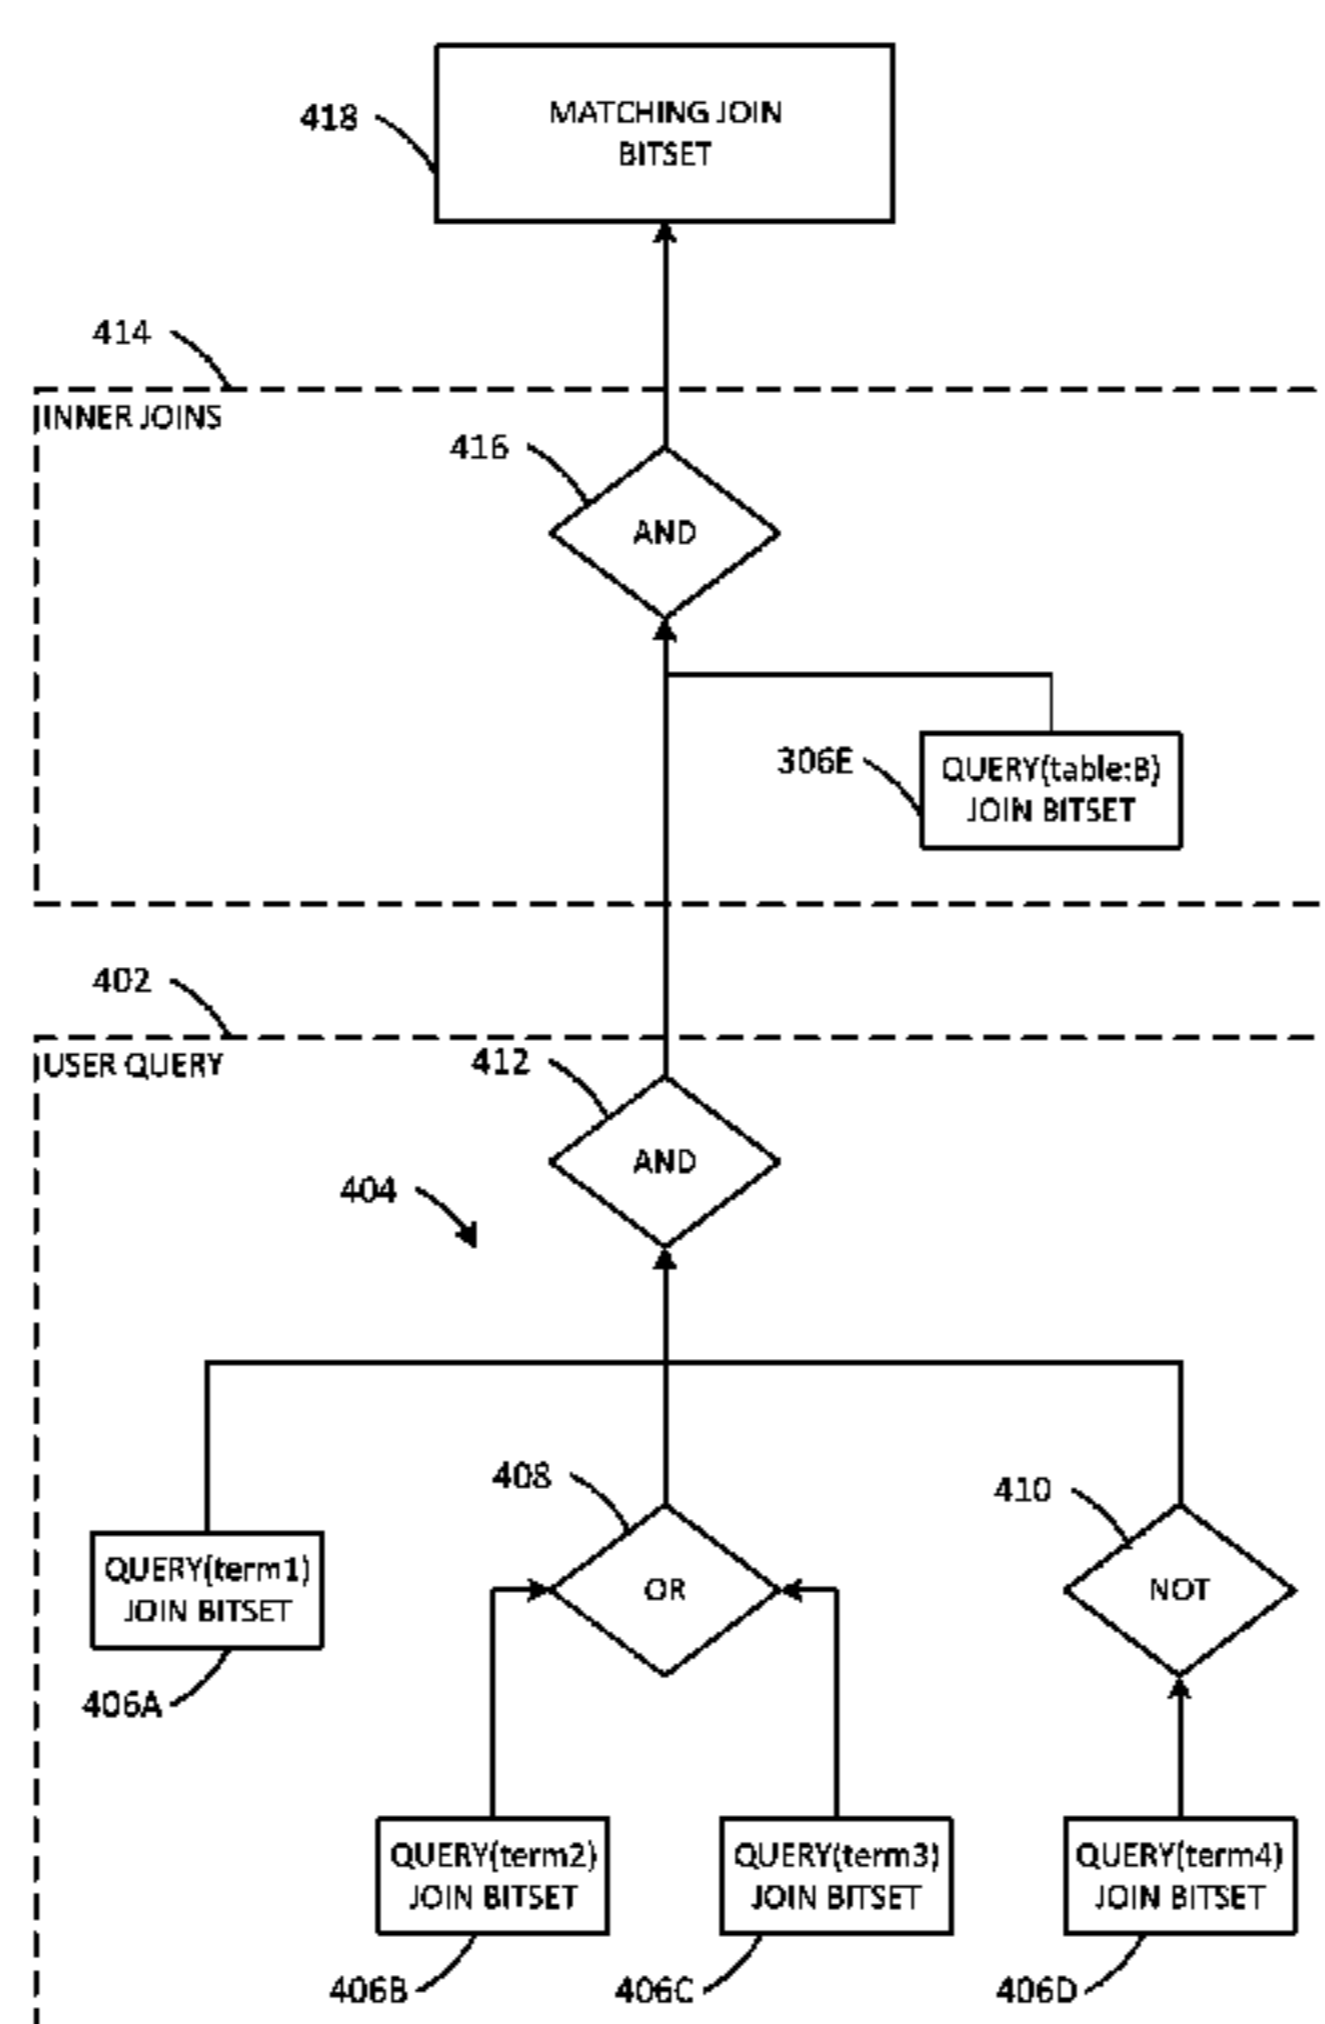 418
MATCHING JOIN
BITSET
414
INNER JOINS
416
AND
306E
QUERY(table:B)
JOIN BITSET
402
USER QUERY
412
AND
404
408
410
QUERY(term1)
JOIN BITSET
OR
NOT
406A
QUERY(term2)
JOIN BITSET
QUERY(term3)
JOIN BITSET
QUERY(term4)
JOIN BITSET
406B
406C
406D